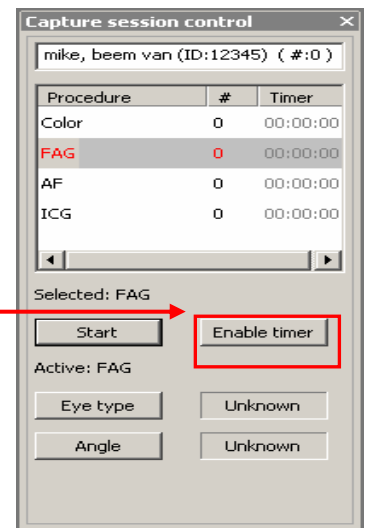 Capture session control ×
mike, beem van (ID:12345) ( #:0 )
Procedure # Timer
Color 0 00:00:00
FAG 0 00:00:00
AF 0 00:00:00
ICG 0 00:00:00
Selected: FAG
Start Enable timer
Active: FAG
Eye type Unknown
Angle Unknown